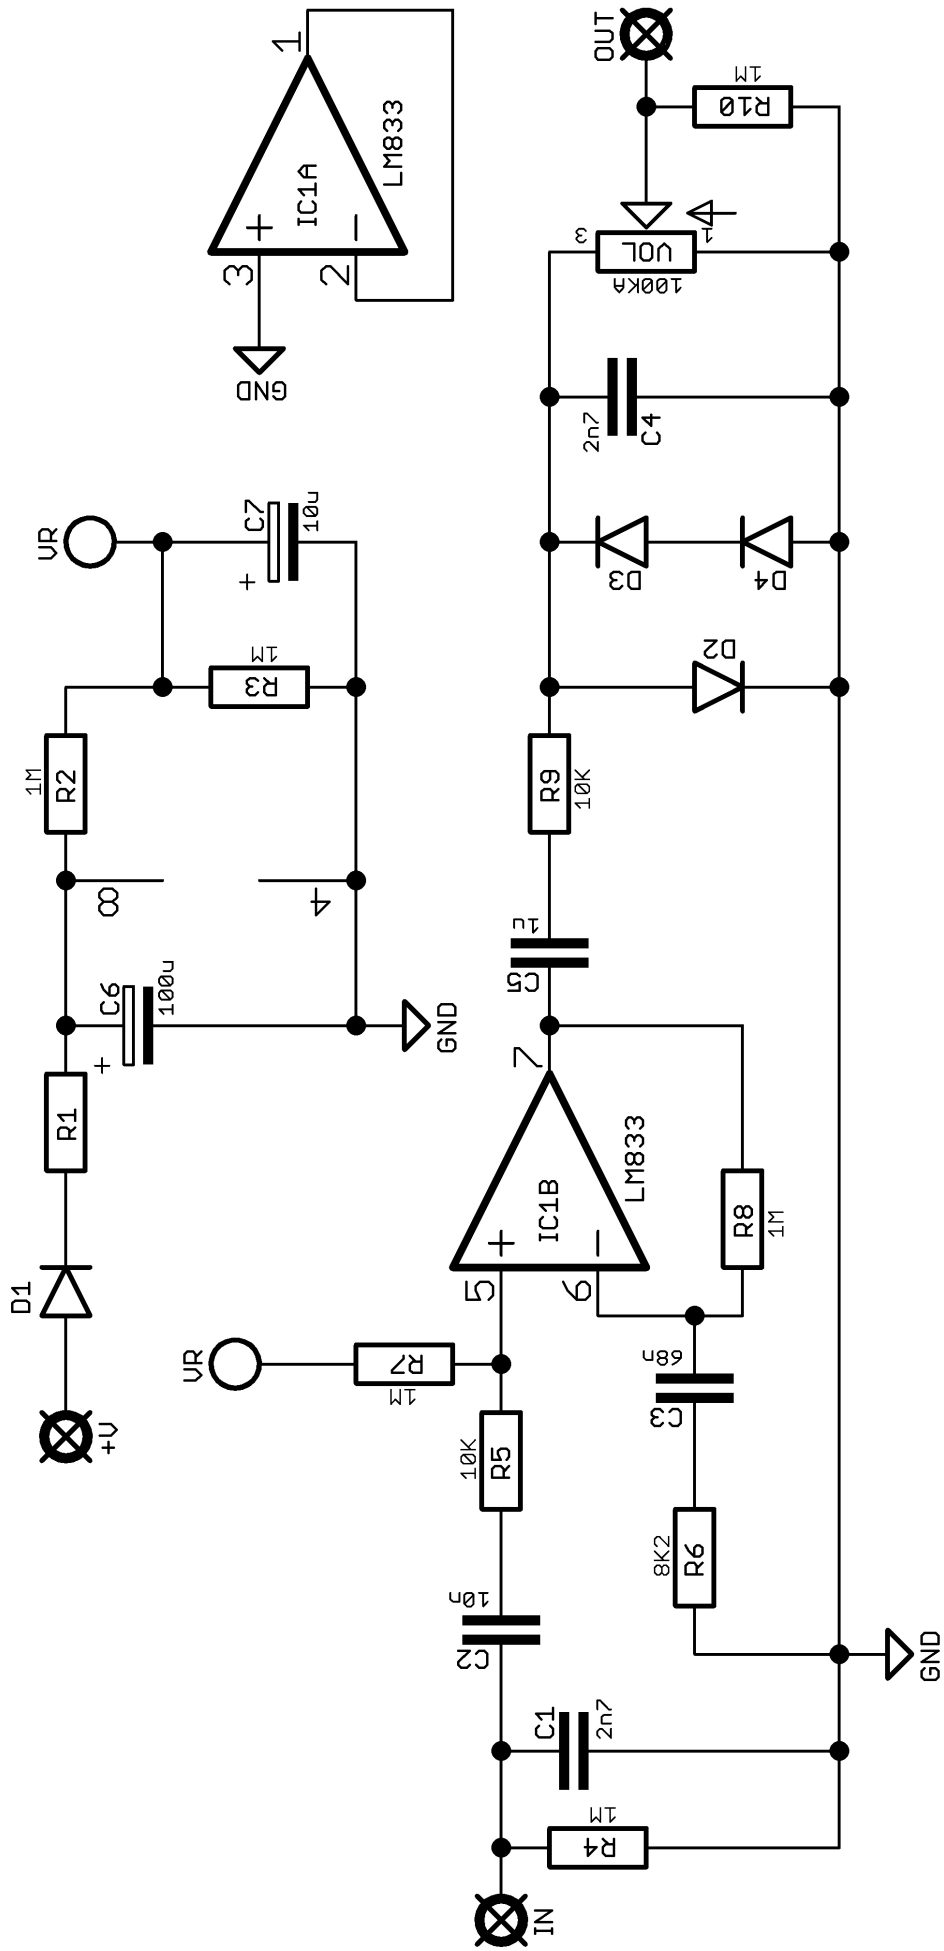 +V
D1
R1
C6
+
100u
8
4
R2
1M
R3
1M
VR
C7
+
10u
GND
GND
3
2
1
+
−
IC1A
LM833
IN
R4
1M
C1
2n7
C2
10n
R5
10K
VR
R7
1M
5
6
7
+
−
IC1B
LM833
R6
8K2
C3
68n
R8
1M
GND
C5
1u
R9
10K
D2
D3
D4
C4
2n7
3
VOL
1
100KA
OUT
R10
1M